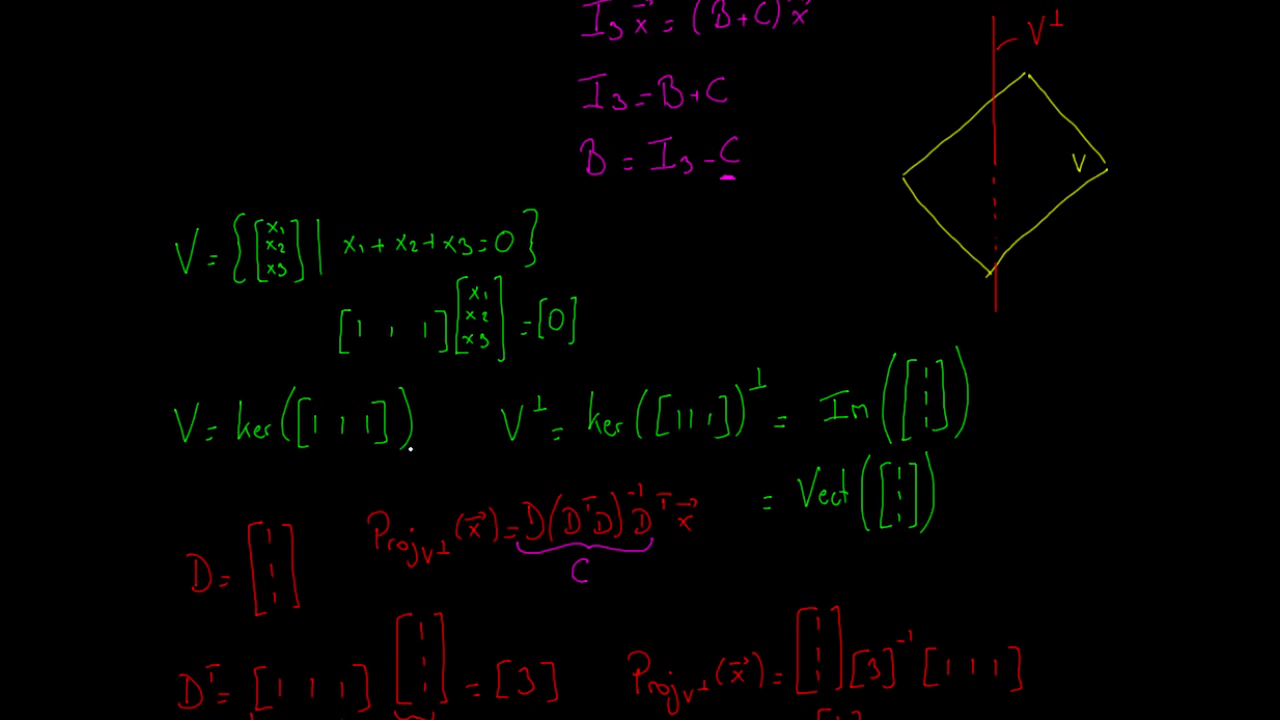 I₃x⃗ = (B+C)x⃗
V⊥
I₃ = B+C
B = I₃ - C
V
V = {[x₁ x₂ x₃] | x₁ + x₂ + x₃ = 0}
[1 1 1][x₁ x₂ x₃] = [0]
V = ker([1 1 1]) V⊥ = ker([1 1 1])⊥ = Im([1 1 1])
= Vect([1 1 1])
D = [1 1 1] Projv⊥(x⃗) = D(DᵀD)⁻¹Dᵀx⃗
C
Dᵀ = [1 1 1][1 1 1] = [3] Projv⊥(x⃗) = [1 1 1][3]⁻¹[1 1 1]